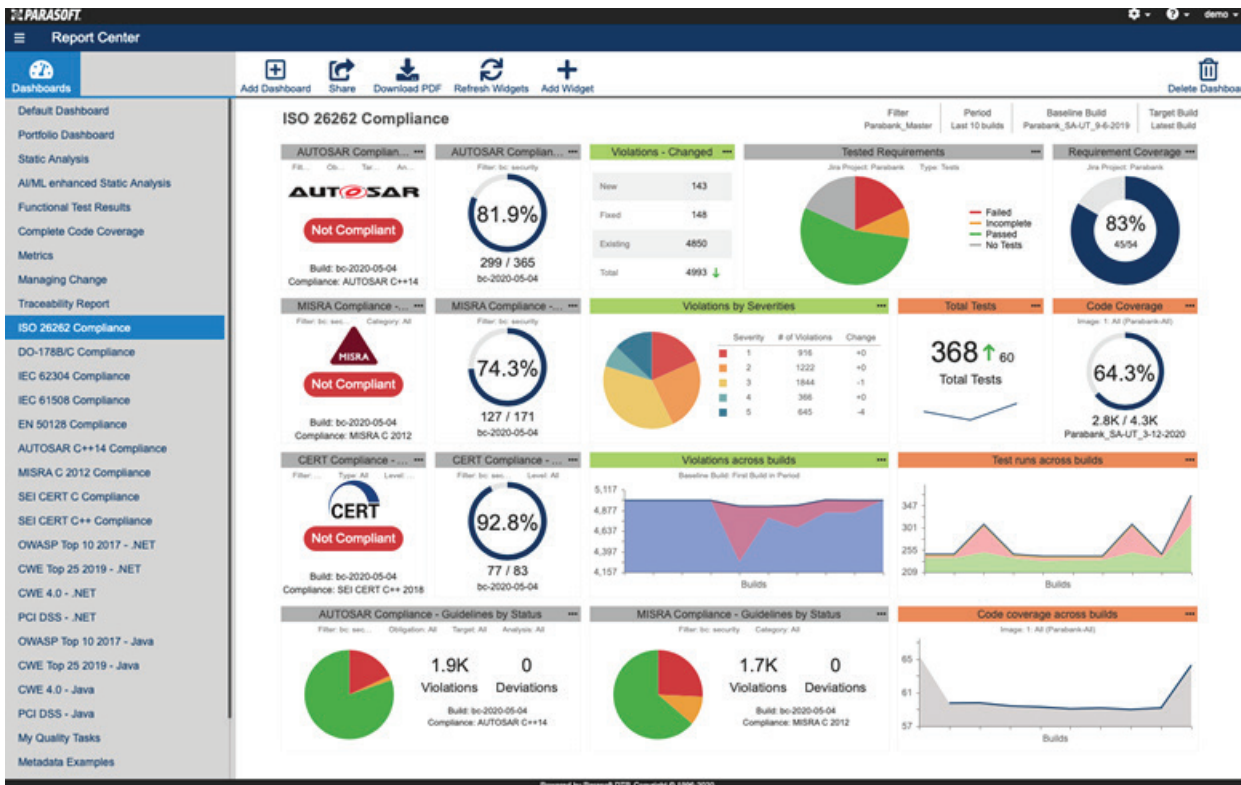 PARASOFT.
demo
Report Center
Dashboards
Add Dashboard
Share
Download PDF
Refresh Widgets
Add Widget
Delete Dashboar
Default Dashboard
Portfolio Dashboard
Static Analysis
AI/ML enhanced Static Analysis
Functional Test Results
Complete Code Coverage
Metrics
Managing Change
Traceability Report
ISO 26262 Compliance
DO-178B/C Compliance
IEC 62304 Compliance
IEC 61508 Compliance
EN 50128 Compliance
AUTOSAR C++14 Compliance
MISRA C 2012 Compliance
SEI CERT C Compliance
SEI CERT C++ Compliance
OWASP Top 10 2017 - .NET
CWE Top 25 2019 - .NET
CWE 4.0 - .NET
PCI DSS - .NET
OWASP Top 10 2017 - Java
CWE Top 25 2019 - Java
CWE 4.0 - Java
PCI DSS - Java
My Quality Tasks
Metadata Examples
ISO 26262 Compliance
Filter
Parabank_Master
Period
Last 10 builds
Baseline Build
Parabank_SA-UT_9-6-2019
Target Build
Latest Build
AUTOSAR Complian... •••
Filt... Ob... Tar... An...
AUTOSAR
Not Compliant
Build: bc-2020-05-04
Compliance: AUTOSAR C++14
AUTOSAR Complian... •••
Filter: bc: security
81.9%
299 / 365
bc-2020-05-04
Violations - Changed •••
New 143
Fixed 148
Existing 4850
Total 4993
Tested Requirements •••
Jira Project: Parabank Type: Tests
Failed
Incomplete
Passed
No Tests
Requirement Coverage •••
Jira Project: Parabank
83%
45/54
MISRA Compliance -... •••
Filter: bc: sec... Category: All
MISRA
Not Compliant
Build: bc-2020-05-04
Compliance: MISRA C 2012
MISRA Compliance -... •••
Filter: bc: security
74.3%
127 / 171
bc-2020-05-04
Violations by Severities •••
Severity # of Violations Change
1 916 +0
2 1222 +0
3 1844 -1
4 366 +0
5 645 -4
Total Tests •••
368 60
Total Tests
Code Coverage •••
Image: 1: All (Parabank-All)
64.3%
2.8K / 4.3K
Parabank_SA-UT_3-12-2020
CERT Compliance - ... •••
Filter: ... Type: All Level: ...
CERT
Not Compliant
Build: bc-2020-05-04
Compliance: SEI CERT C++ 2018
CERT Compliance - ... •••
Filter: bc: sec... Level: All
92.8%
77 / 83
bc-2020-05-04
Violations across builds •••
Baseline Build: First Build in Period
5,117
4,877
4,637
4,397
4,157
Builds
Test runs across builds •••
347
301
255
209
Builds
AUTOSAR Compliance - Guidelines by Status •••
Filter: bc: sec... Obligation: All Target: All Analysis: All
1.9K 0
Violations Deviations
Build: bc-2020-05-04
Compliance: AUTOSAR C++14
MISRA Compliance - Guidelines by Status •••
Filter: bc: security Category: All
1.7K 0
Violations Deviations
Build: bc-2020-05-04
Compliance: MISRA C 2012
Code coverage across builds •••
Image: 1: All (Parabank-All)
65
61
57
Builds